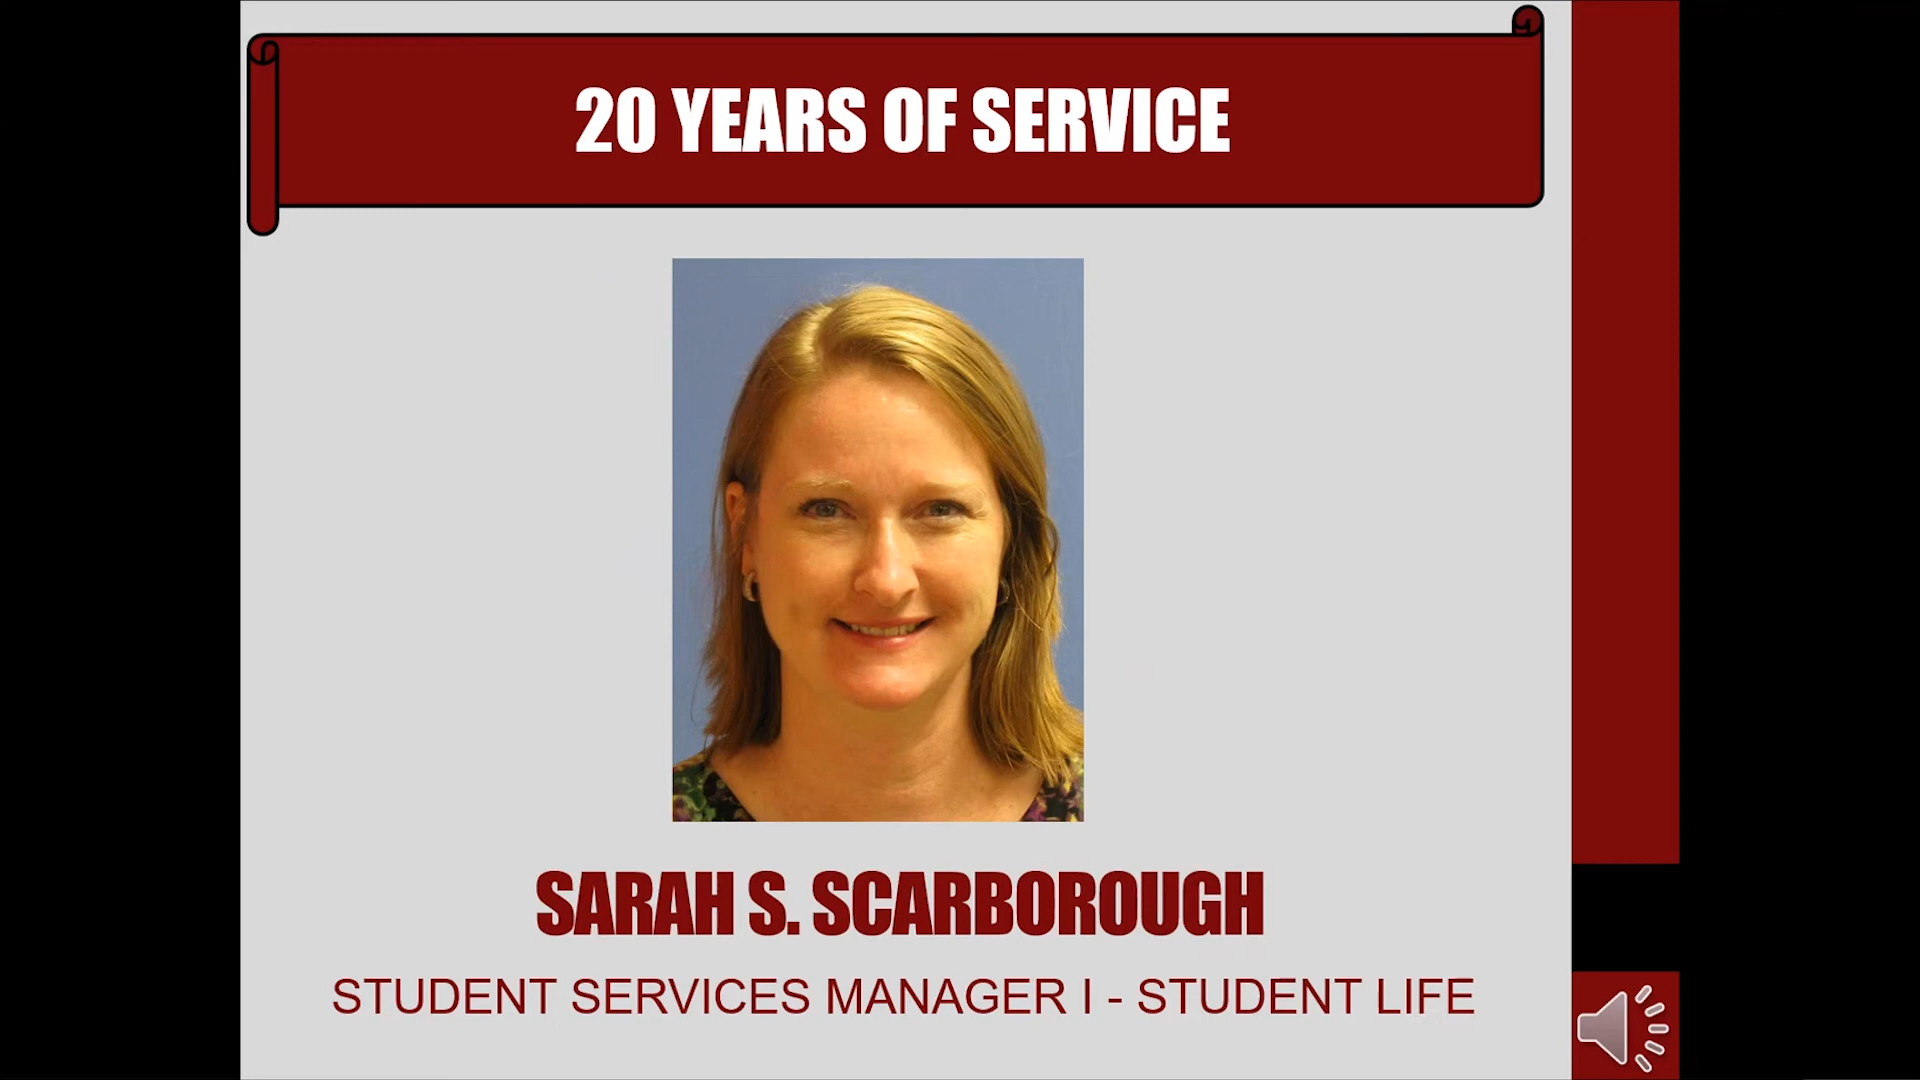 20 YEARS OF SERVICE
SARAH S. SCARBOROUGH
STUDENT SERVICES MANAGER I - STUDENT LIFE